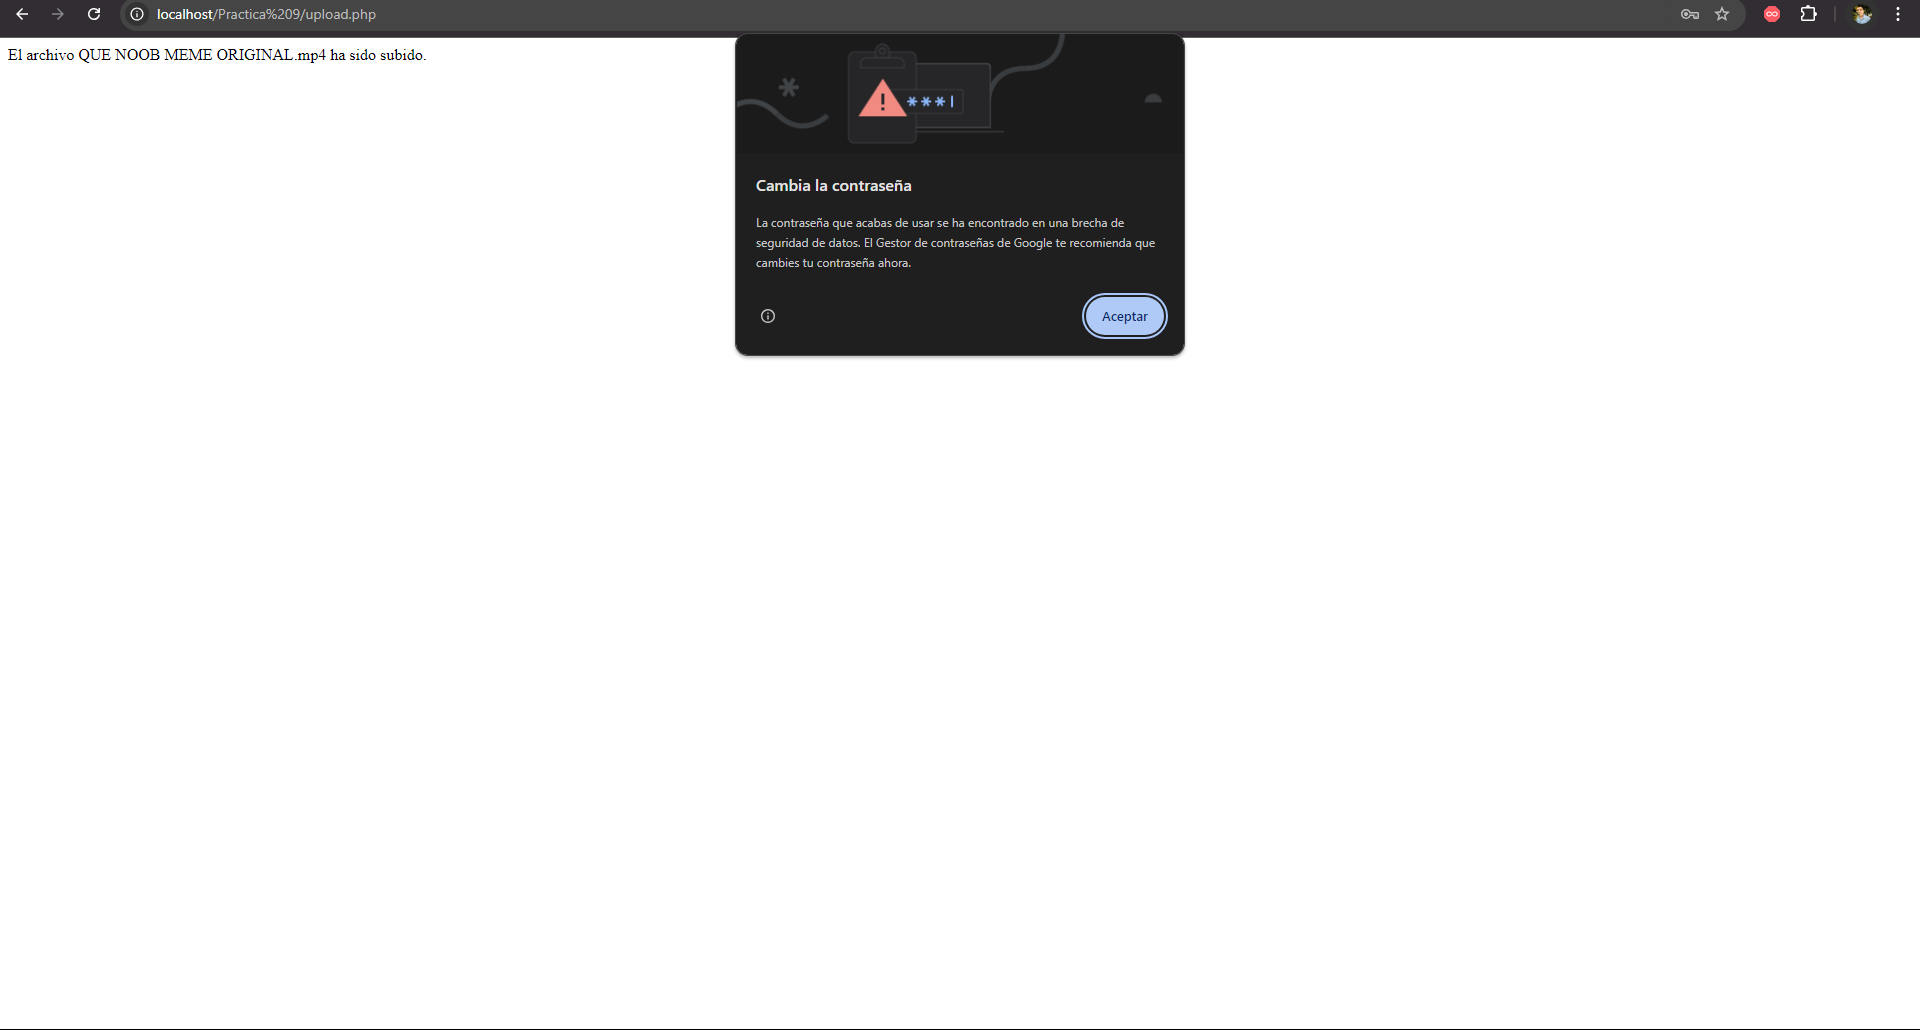 localhost/Practica%209/upload.php
El archivo QUE NOOB MEME ORIGINAL.mp4 ha sido subido.
***|
Cambia la contraseña
La contraseña que acabas de usar se ha encontrado en una brecha de
seguridad de datos. El Gestor de contraseñas de Google te recomienda que
cambies tu contraseña ahora.
Aceptar